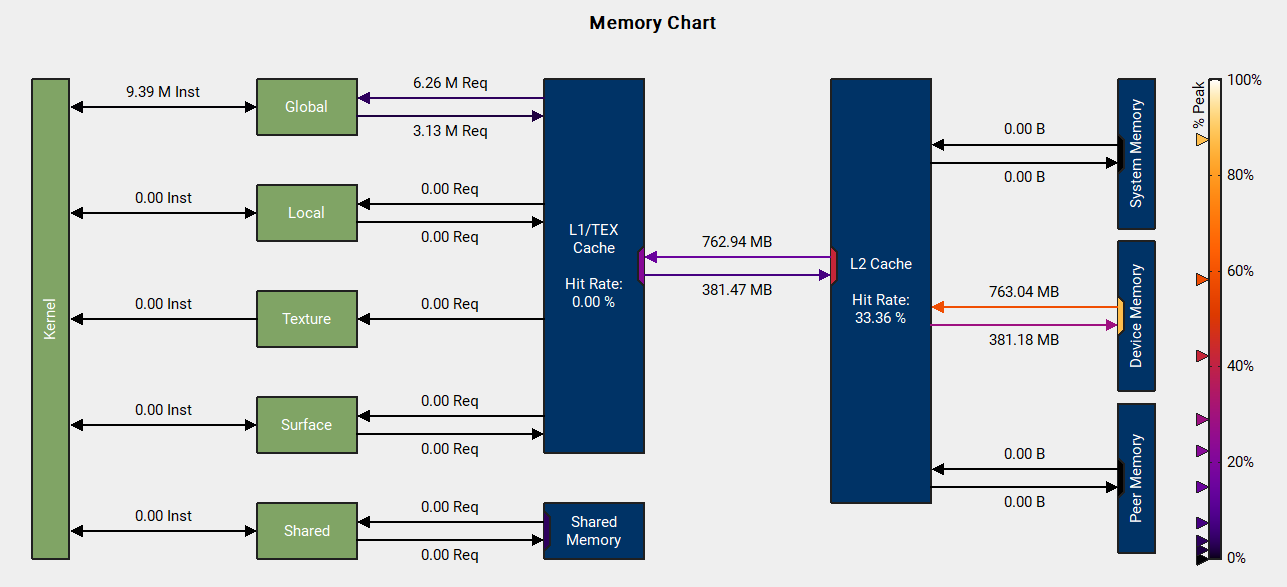 Memory Chart
Kernel
9.39 M Inst
Global
6.26 M Req
3.13 M Req
0.00 Inst
Local
0.00 Req
0.00 Req
0.00 Inst
Texture
0.00 Req
0.00 Inst
Surface
0.00 Req
0.00 Req
0.00 Inst
Shared
0.00 Req
0.00 Req
L1/TEX
Cache
Hit Rate:
0.00 %
Shared
Memory
762.94 MB
381.47 MB
L2 Cache
Hit Rate:
33.36 %
0.00 B
0.00 B
System Memory
763.04 MB
381.18 MB
Device Memory
0.00 B
0.00 B
Peer Memory
% Peak
100%
80%
60%
40%
20%
0%